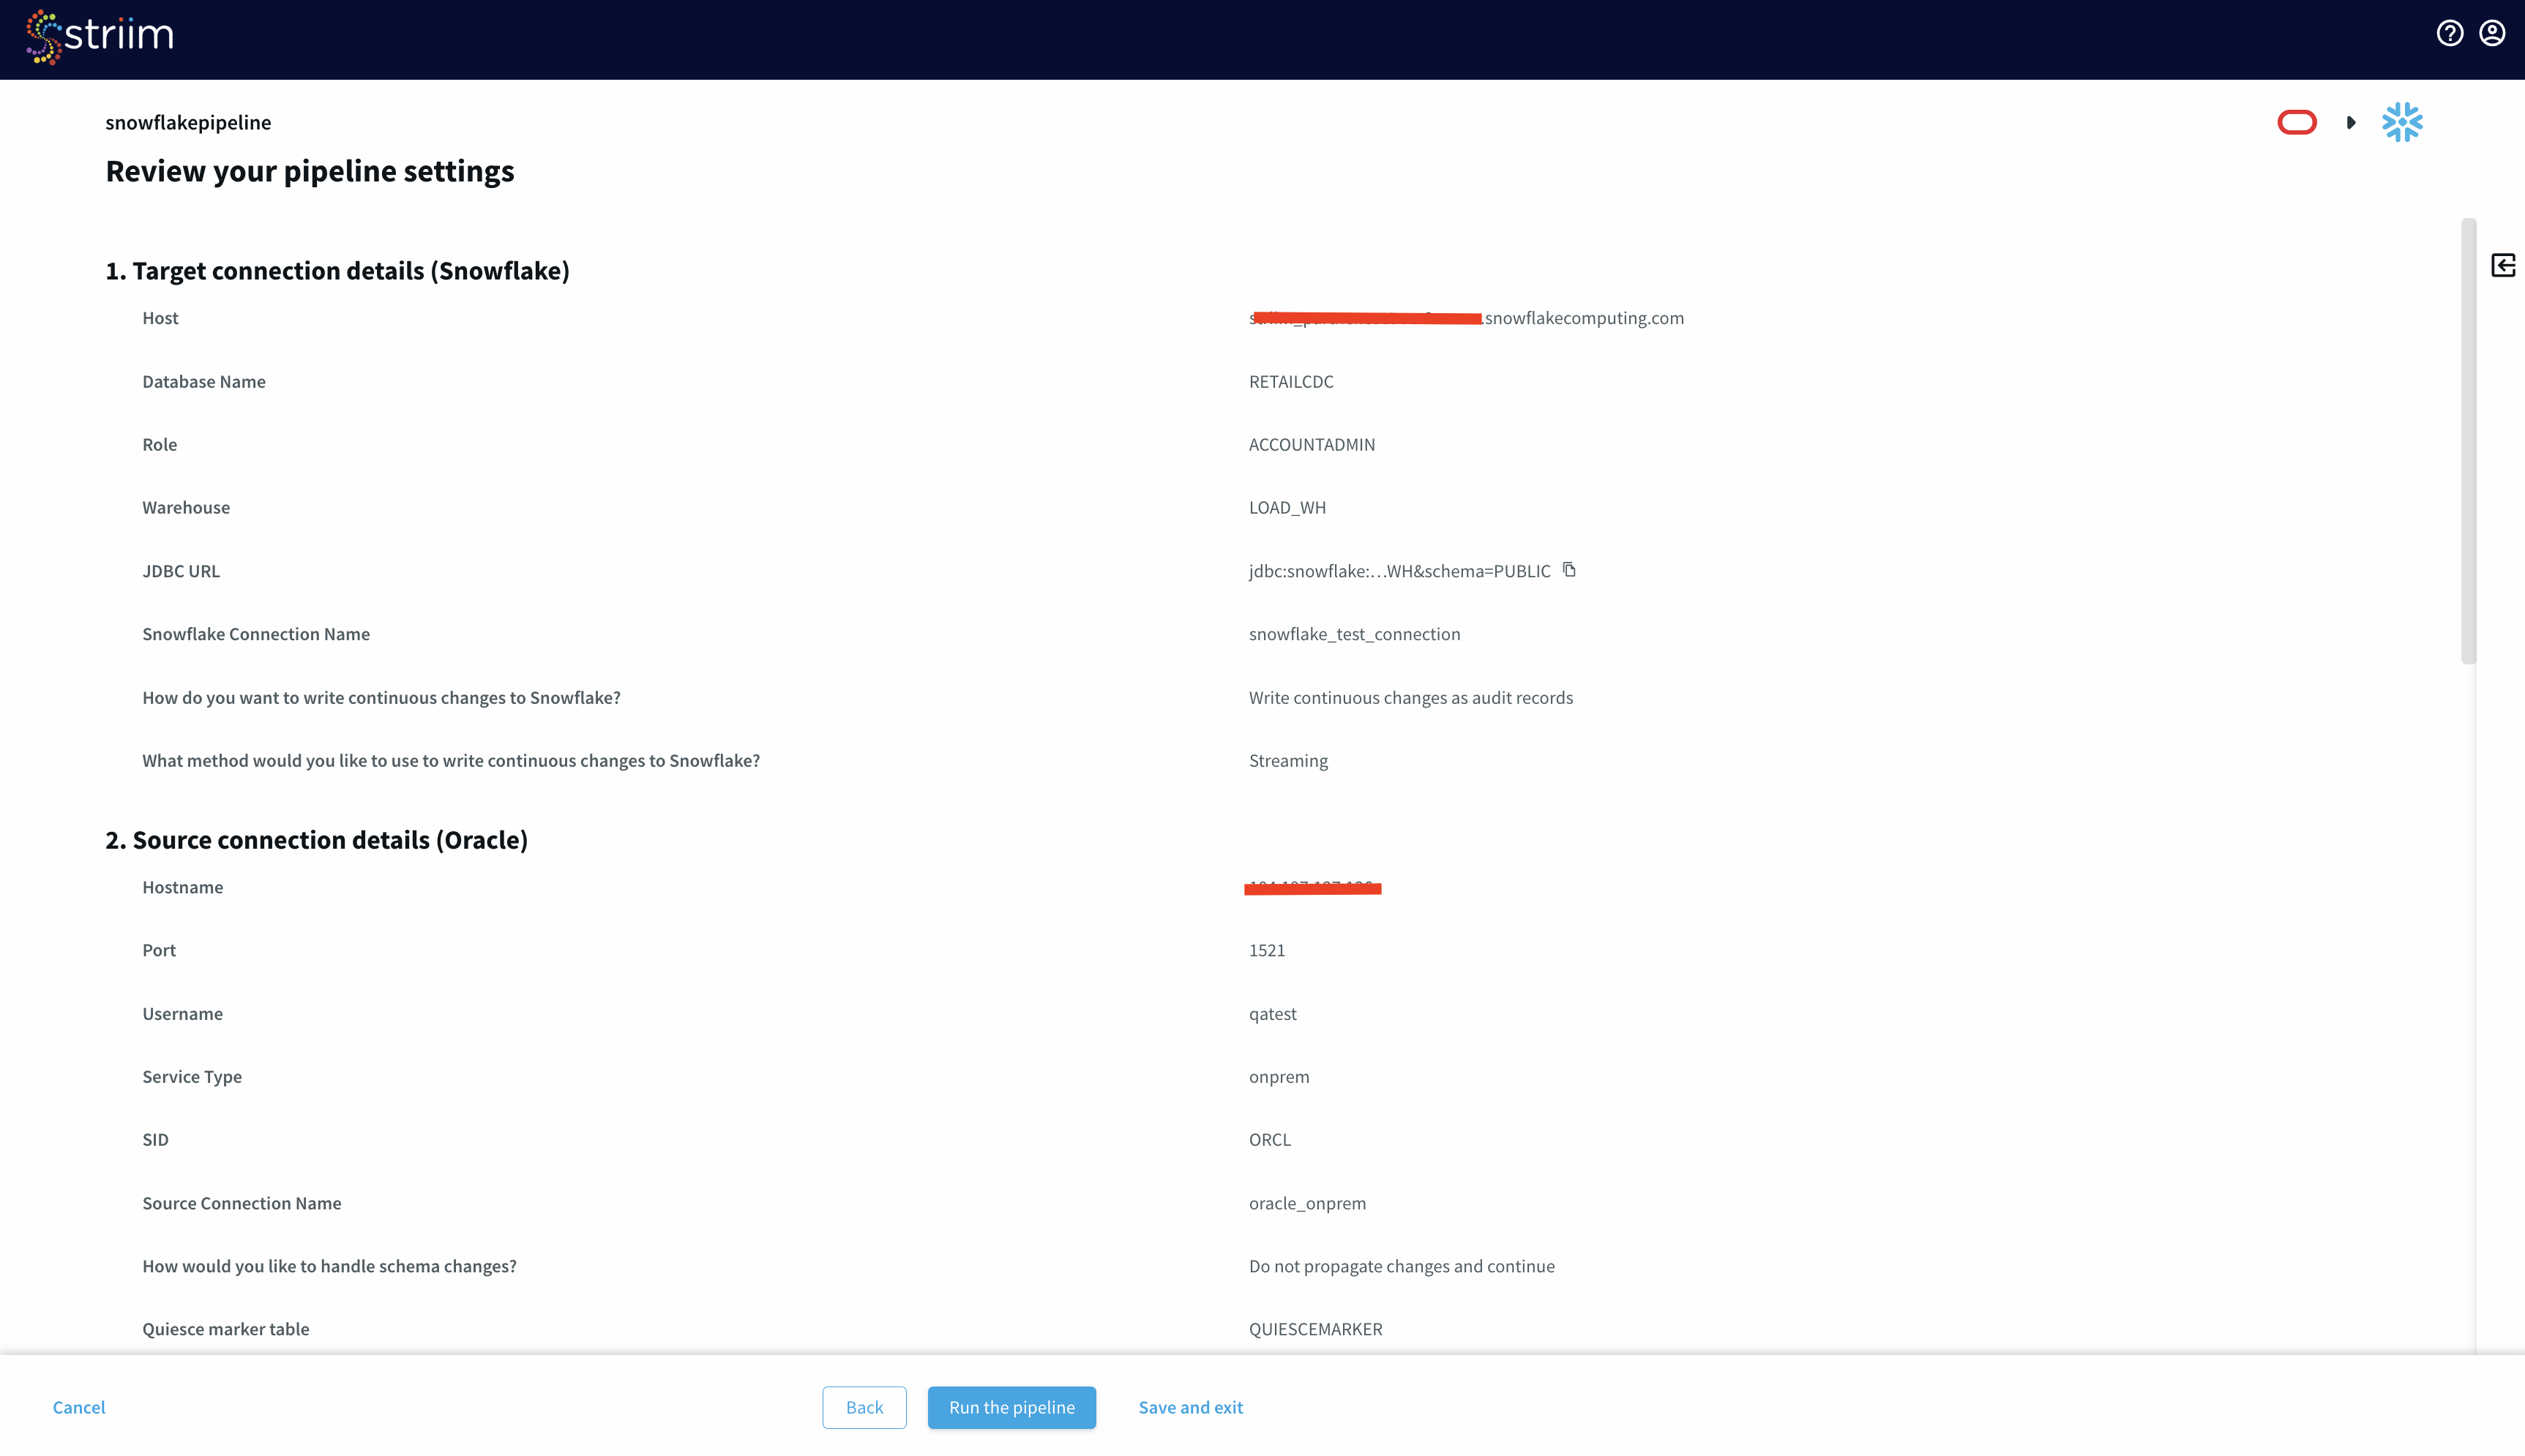 striim
snowflakepipeline
Review your pipeline settings
1. Target connection details (Snowflake)
Host .snowflakecomputing.com
Database Name RETAILCDC
Role ACCOUNTADMIN
Warehouse LOAD_WH
JDBC URL jdbc:snowflake:...WH&schema=PUBLIC
Snowflake Connection Name snowflake_test_connection
How do you want to write continuous changes to Snowflake? Write continuous changes as audit records
What method would you like to use to write continuous changes to Snowflake? Streaming
2. Source connection details (Oracle)
Hostname
Port 1521
Username qatest
Service Type onprem
SID ORCL
Source Connection Name oracle_onprem
How would you like to handle schema changes? Do not propagate changes and continue
Quiesce marker table QUIESCEMARKER
Cancel Back Run the pipeline Save and exit